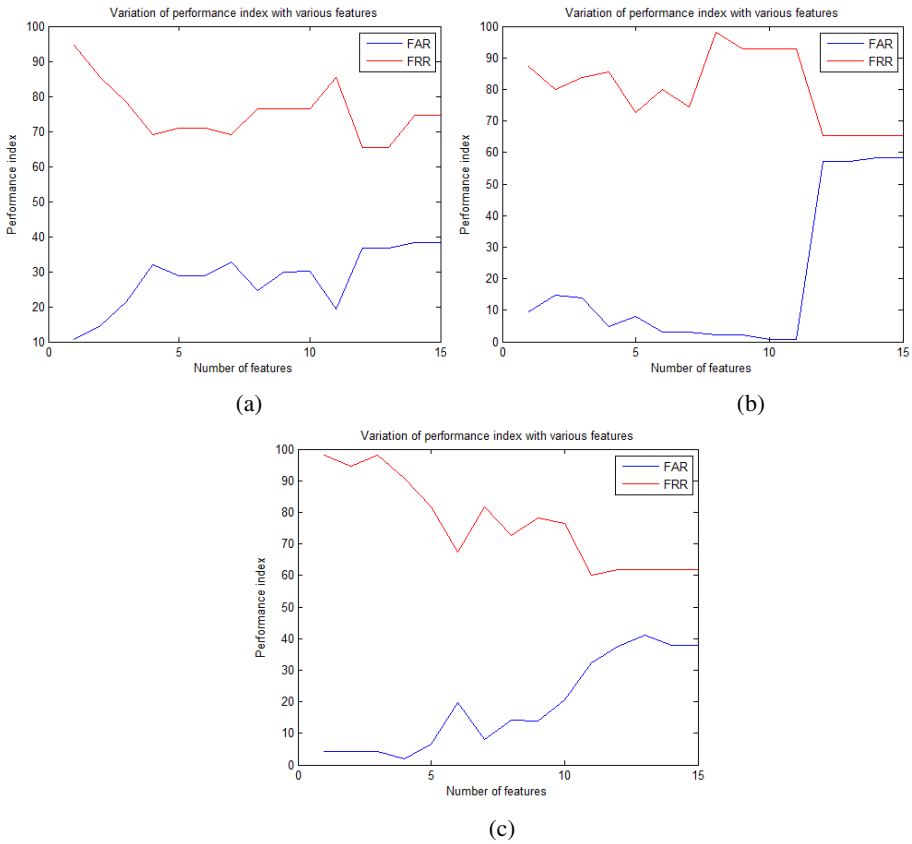 Variation of performance index with various features
100
90
80
70
60
50
40
30
20
10
0
5
10
15
Performance index
Number of features
FAR
FRR
(a)
Variation of performance index with various features
100
90
80
70
60
50
40
30
20
10
0
0
5
10
15
Performance index
Number of features
FAR
FRR
(b)
Variation of performance index with various features
100
90
80
70
60
50
40
30
20
10
0
0
5
10
15
Performance index
Number of features
FAR
FRR
(c)